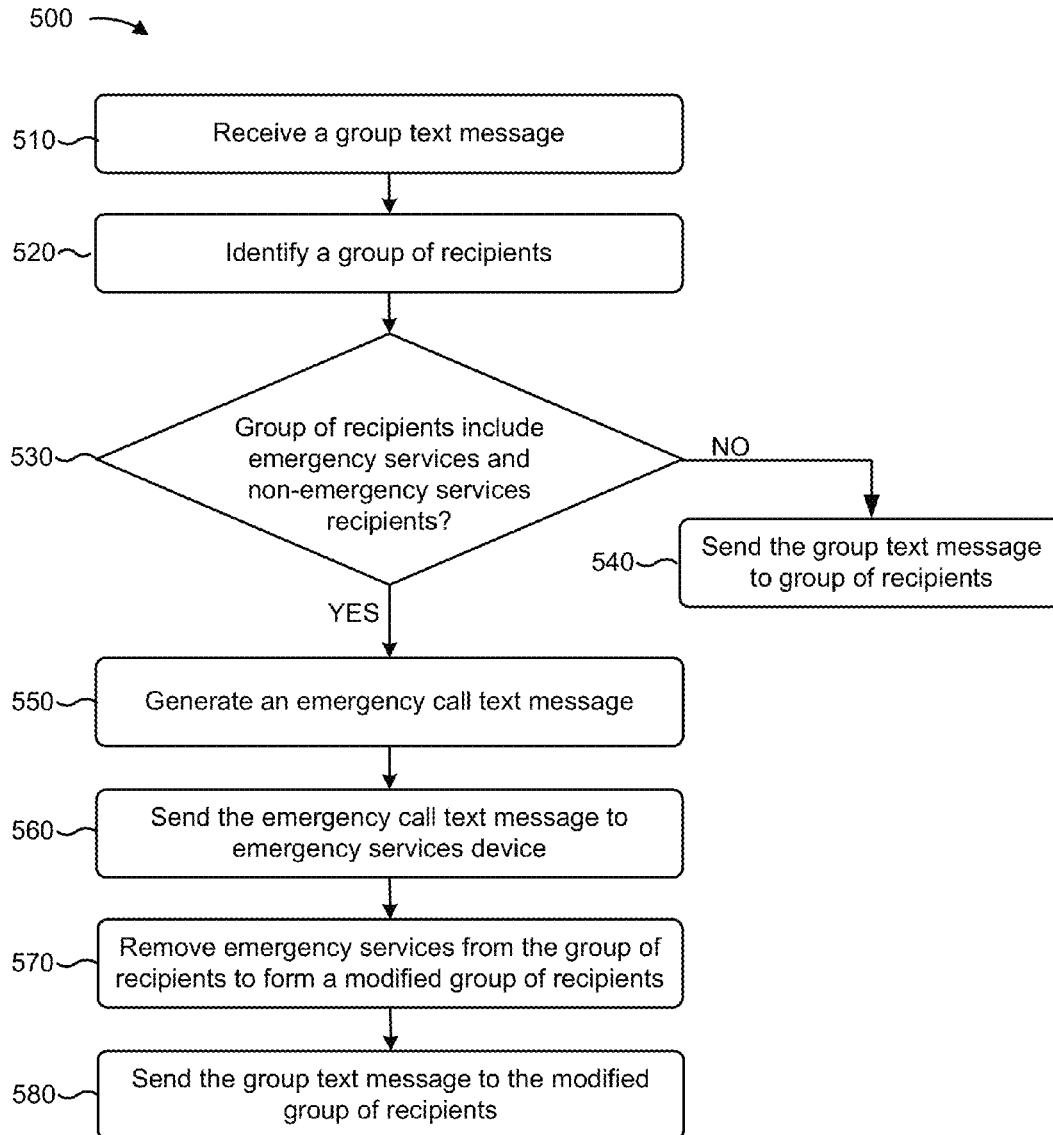 500
510
Receive a group text message
520
Identify a group of recipients
530
Group of recipients include
emergency services and
non-emergency services
recipients?
NO
540
Send the group text message
to group of recipients
YES
550
Generate an emergency call text message
560
Send the emergency call text message to
emergency services device
570
Remove emergency services from the group of
recipients to form a modified group of recipients
580
Send the group text message to the modified
group of recipients